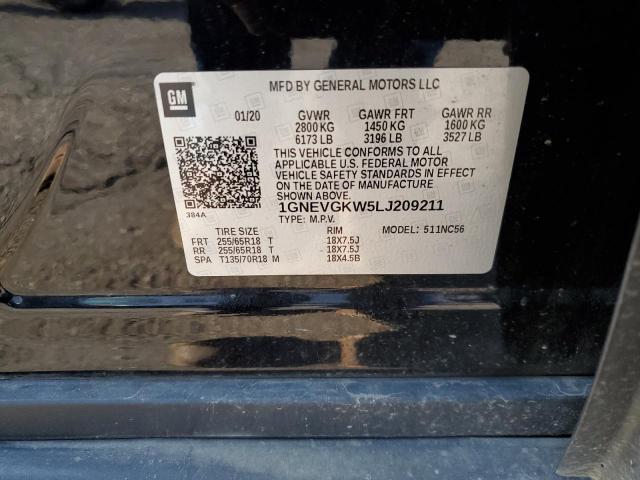 GM
MFD BY GENERAL MOTORS LLC
01/20 GVWR GAWR FRT GAWR RR
2800 KG 1450 KG 1600 KG
6173 LB 3196 LB 3527 LB
THIS VEHICLE CONFORMS TO ALL
APPLICABLE U.S. FEDERAL MOTOR
VEHICLE SAFETY STANDARDS IN EFFECT
ON THE DATE OF MANUFACTURE
SHOWN ABOVE.
384A
1GNEVGKW5LJ209211
TYPE: M.P.V.
TIRE SIZE RIM MODEL: 511NC56
FRT 255/65R18 T 18X7.5J
RR 255/65R18 T 18X7.5J
SPA T135/70R18 M 18X4.5B